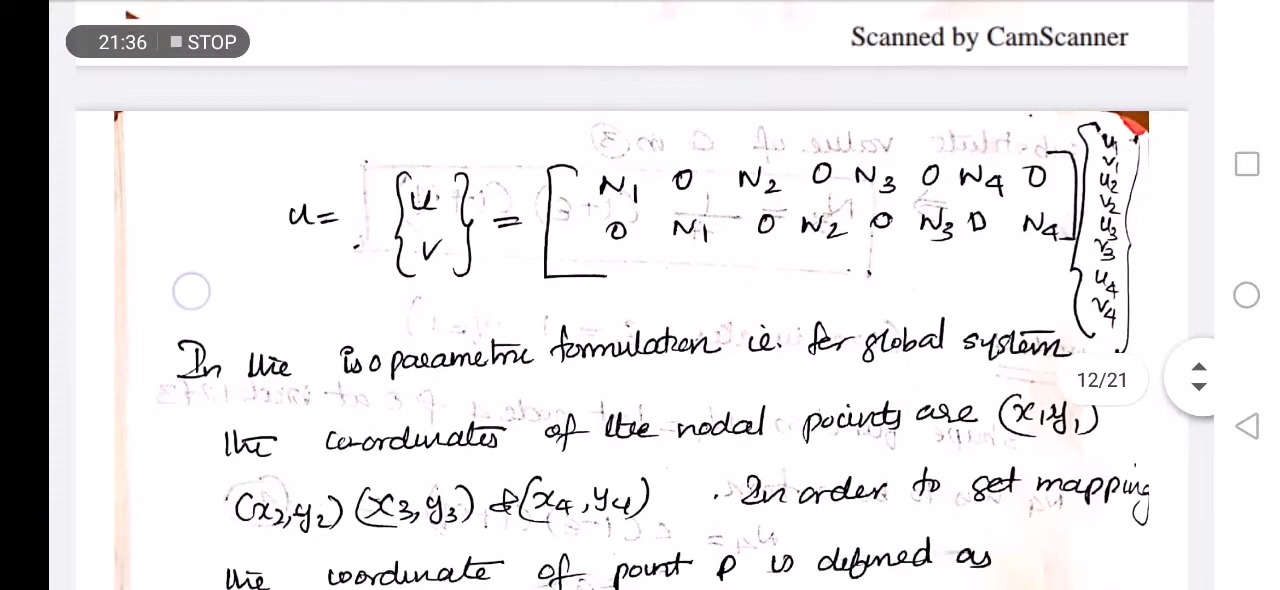 21:36 STOP
Scanned by CamScanner
u = { u v } = [ N1 0 N2 0 N3 0 N4 0
0 N1 0 N2 0 N3 0 N4 ] { u1 v1 u2 v2 u3 v3 u4 v4 }
In the isoparametric formulation i.e. for global system
12/21
the co-ordinates of the nodal points are (x1y1)
(x2,y2) (x3,y3) & (x4,y4). In order to get mapping
the coordinate of point P is defined as